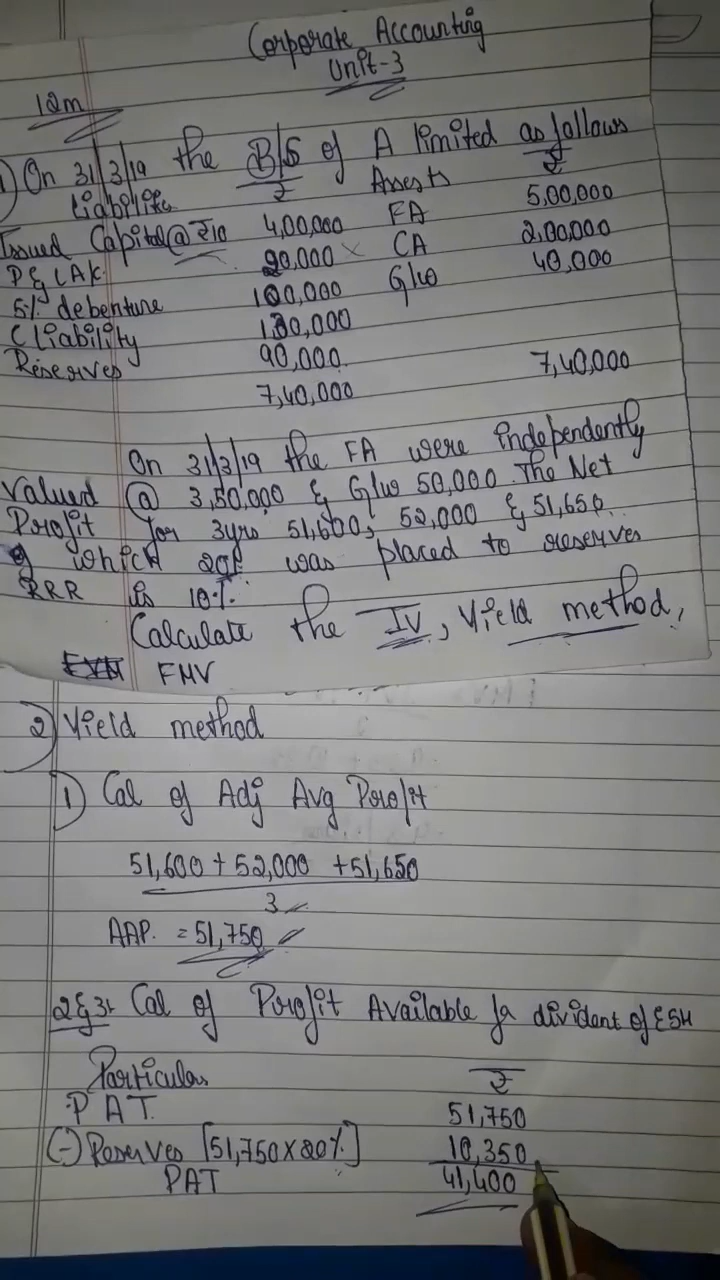 Corporate Accounting
Unit-3
12m
1) On 31/3/19 the B/S of A limited as follows
Liability ₹ Assests ₹
Issued Capital @ ₹10 4,00,000 FA 5,00,000
P & L A/c 20,000 CA 2,00,000
5% debenture 100,000 G/w 40,000
C Liability 130,000
Reserves 90,000
7,40,000 7,40,000
On 31/3/19 the FA were independently
Valued @ 3,50,000 & G/w 50,000. The Net
Profit for 3yrs 51,600, 52,000 & 51,650.
of which 20% was placed to reserves
RRR is 10%.
Calculate the IV, Yield method,
FMV
2) Yield method
1) Cal of Adj Avg Profit
51,600 + 52,000 + 51,650
3
AAP. = 51,750
2 & 3. Cal of Profit Available for divident of ESH
Particulars ₹
PAT 51,750
(-) Reserves [51,750 X 20%] 10,350
PAT 41,400